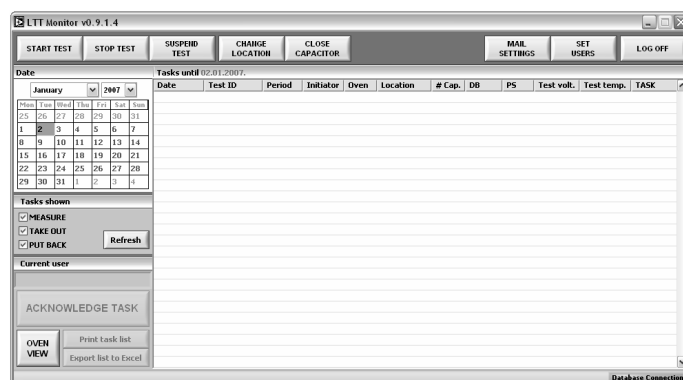 LTT Monitor v0.9.1.4
START TEST STOP TEST SUSPEND TEST CHANGE LOCATION CLOSE CAPACITOR MAIL SETTINGS SET USERS LOG OFF
Date
January 2007
Mon Tue Wed Thu Fri Sat Sun
25 26 27 28 29 30 31
1 2 3 4 5 6 7
8 9 10 11 12 13 14
15 16 17 18 19 20 21
22 23 24 25 26 27 28
29 30 31 1 2 3 4
Tasks shown
MEASURE
TAKE OUT
PUT BACK
Refresh
Current user
ACKNOWLEDGE TASK
OVEN VIEW
Print task list
Export list to Excel
Tasks until 02.01.2007.
Date Test ID Period Initiator Oven Location # Cap. DB PS Test volt. Test temp. TASK
Database Connection